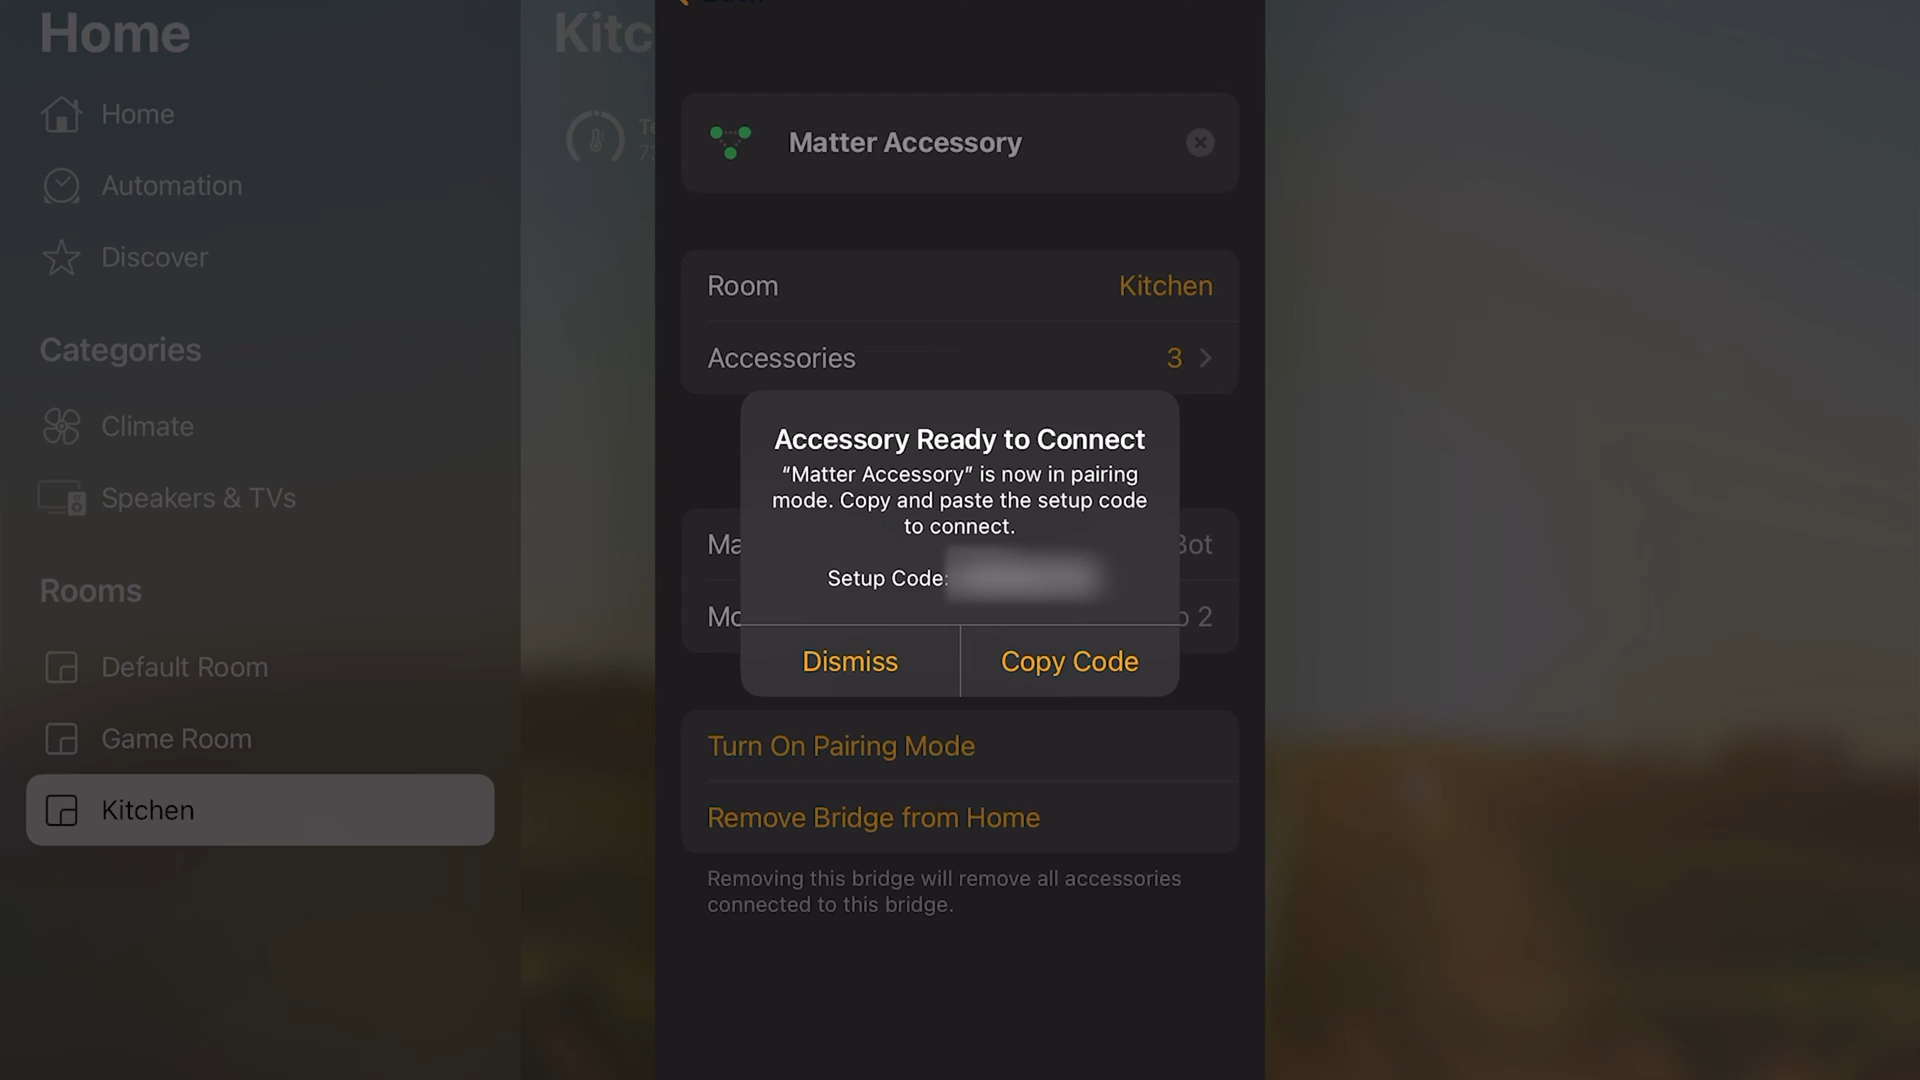 Home
Home
Automation
Discover
Categories
Climate
Speakers & TVs
Rooms
Default Room
Game Room
Kitchen
Matter Accessory
Room
Kitchen
Accessories
3
Accessory Ready to Connect
“Matter Accessory” is now in pairing
mode. Copy and paste the setup code
to connect.
Setup Code:
Dismiss
Copy Code
2
Turn On Pairing Mode
Remove Bridge from Home
Removing this bridge will remove all accessories
connected to this bridge.